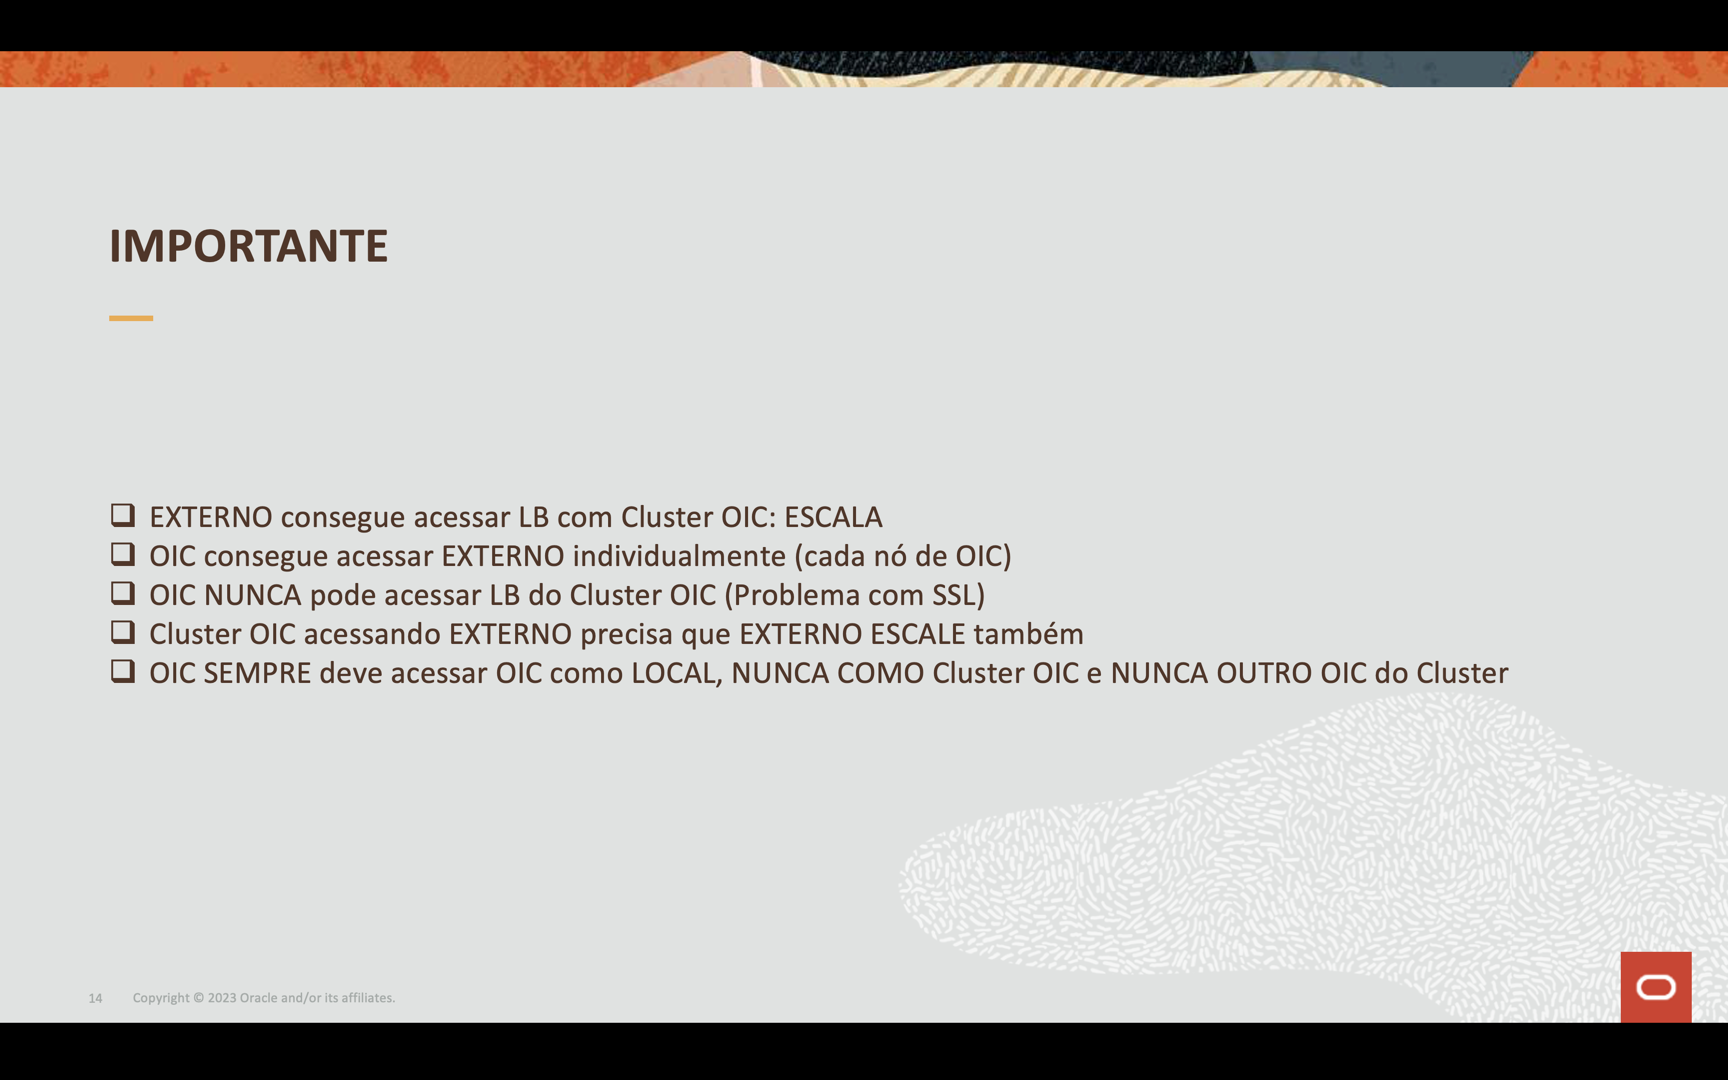 IMPORTANTE
EXTERNO consegue acessar LB com Cluster OIC: ESCALA
OIC consegue acessar EXTERNO individualmente (cada nó de OIC)
OIC NUNCA pode acessar LB do Cluster OIC (Problema com SSL)
Cluster OIC acessando EXTERNO precisa que EXTERNO ESCALE também
OIC SEMPRE deve acessar OIC como LOCAL, NUNCA COMO Cluster OIC e NUNCA OUTRO OIC do Cluster
14 Copyright © 2023 Oracle and/or its affiliates.